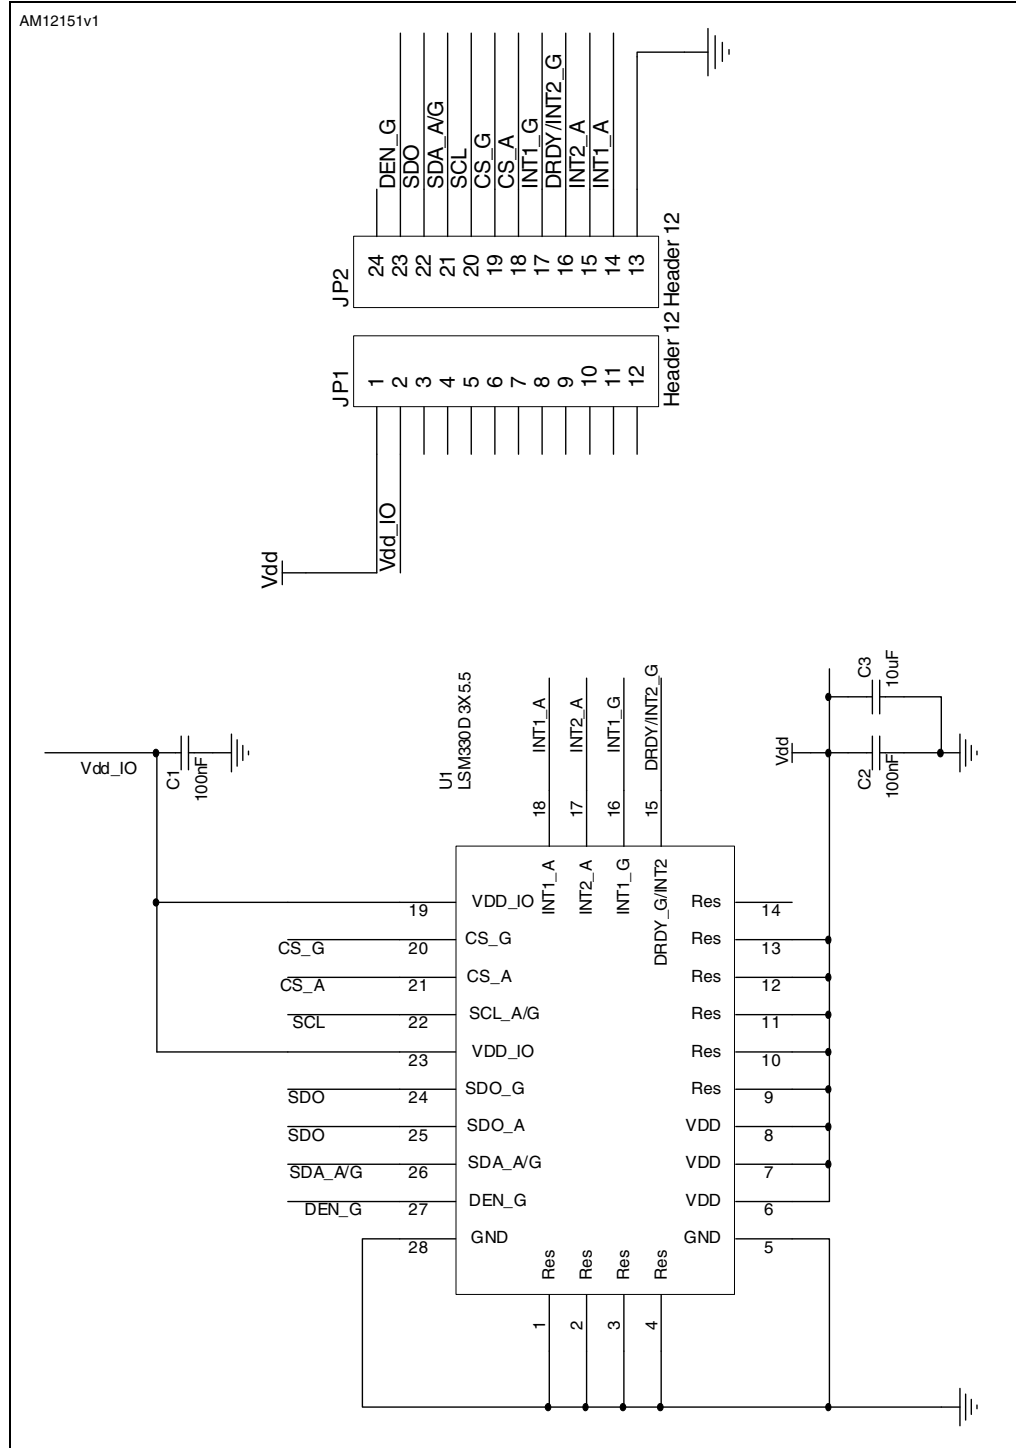 AM12151v1
DEN_G
SDO
SDA_A/G
SCL
CS_G
CS_A
INT1_G
DRDY/INT2_G
INT2_A
INT1_A
JP2
24
23
22
21
20
19
18
17
16
15
14
13
Header 12
JP1
1
2
3
4
5
6
7
8
9
10
11
12
Header 12
Vdd
Vdd_IO
Vdd_IO
C1
100nF
U1
LSM330D 3X5.5
INT1_A
INT2_A
INT1_G
DRDY/INT2_G
18
17
16
15
INT1_A
INT2_A
INT1_G
DRDY_G/INT2
Vdd
C3
10uF
C2
100nF
19 VDD_IO
CS_G 20 CS_G
CS_A 21 CS_A
SCL 22 SCL_A/G
23 VDD_IO
SDO 24 SDO_G
SDO 25 SDO_A
SDA_A/G 26 SDA_A/G
DEN_G 27 DEN_G
28 GND
Res 14
Res 13
Res 12
Res 11
Res 10
Res 9
VDD 8
VDD 7
VDD 6
GND 5
Res
Res
Res
Res
1
2
3
4